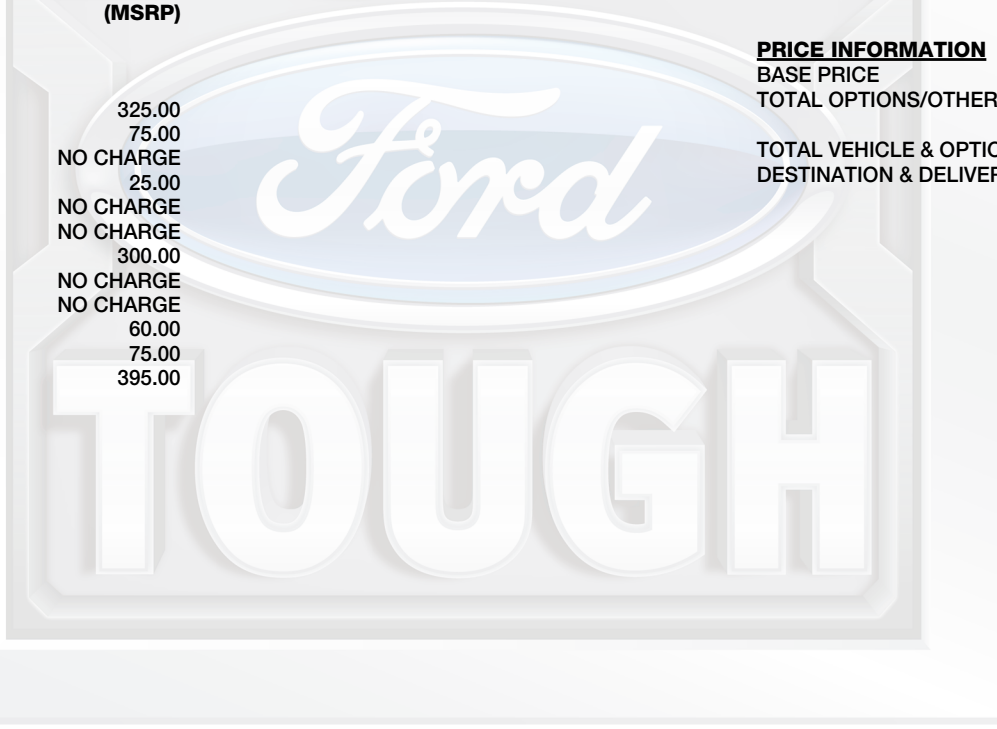 (MSRP)
325.00
75.00
NO CHARGE
25.00
NO CHARGE
NO CHARGE
300.00
NO CHARGE
NO CHARGE
60.00
75.00
395.00
PRICE INFORMATION
BASE PRICE
TOTAL OPTIONS/OTHER
TOTAL VEHICLE & OPTIO
DESTINATION & DELIVER
Ford
TOUGH